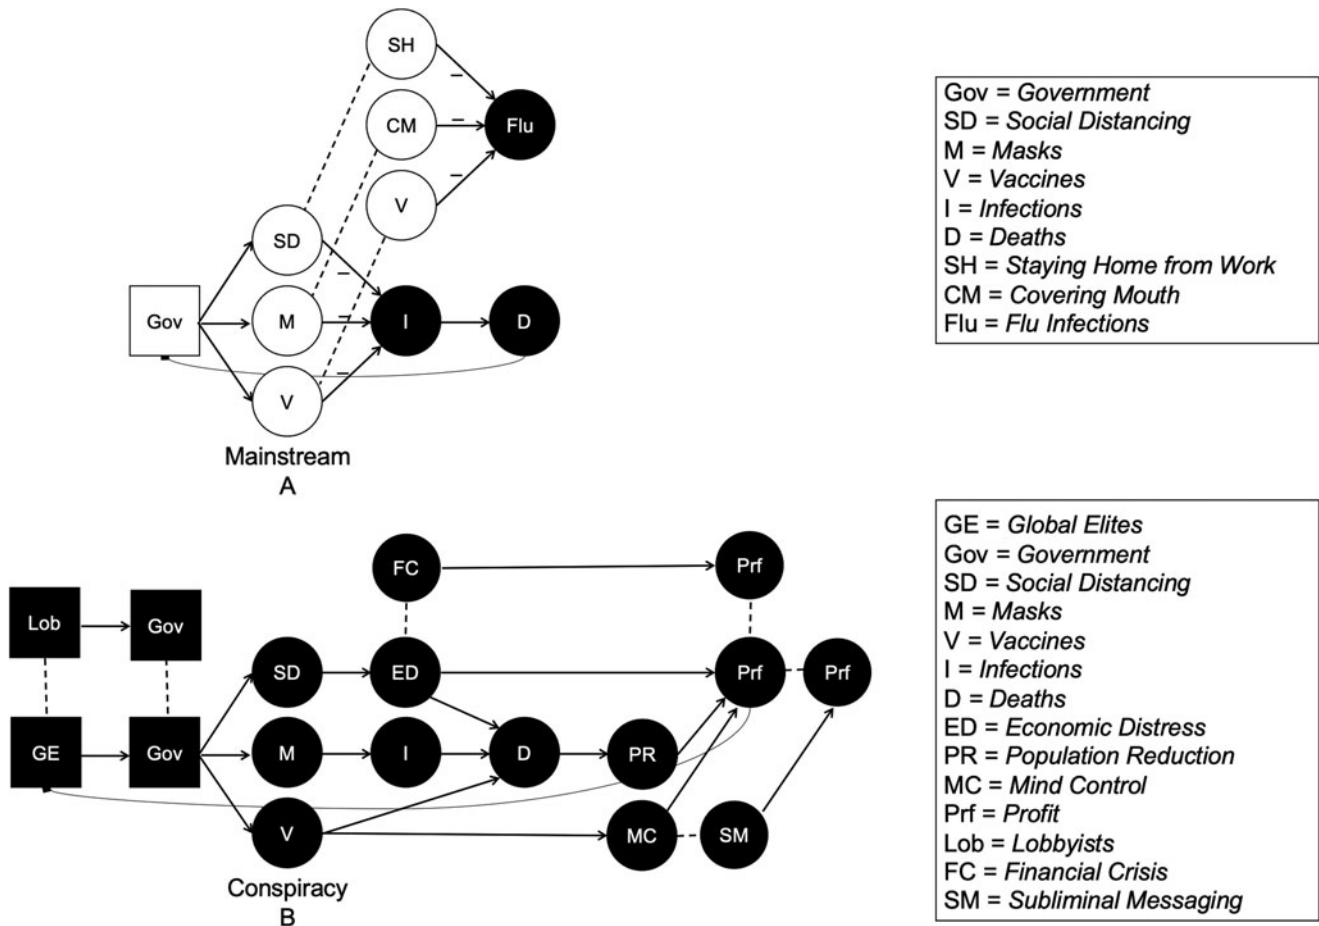 SH
CM
Flu
V
SD
Gov
M
I
D
V
–
–
–
–
–
–
Mainstream
A
Gov = Government
SD = Social Distancing
M = Masks
V = Vaccines
I = Infections
D = Deaths
SH = Staying Home from Work
CM = Covering Mouth
Flu = Flu Infections
FC
Prf
Lob
Gov
SD
ED
Prf
Prf
GE
Gov
M
I
D
PR
V
MC
SM
Conspiracy
B
GE = Global Elites
Gov = Government
SD = Social Distancing
M = Masks
V = Vaccines
I = Infections
D = Deaths
ED = Economic Distress
PR = Population Reduction
MC = Mind Control
Prf = Profit
Lob = Lobbyists
FC = Financial Crisis
SM = Subliminal Messaging